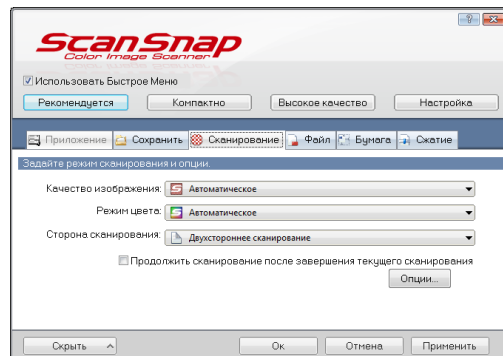 ScanSnap
Color Image Scanner
Использовать Быстрое Меню
Рекомендуется Компактно Высокое качество Настройка
Приложение Сохранить Сканирование Файл Бумага Сжатие
Задайте режим сканирования и опции.
Качество изображения: Автоматическое
Режим цвета: Автоматическое
Сторона сканирования: Двухстороннее сканирование
Продолжить сканирование после завершения текущего сканирования
Опции...
Скрыть Ок Отмена Применить